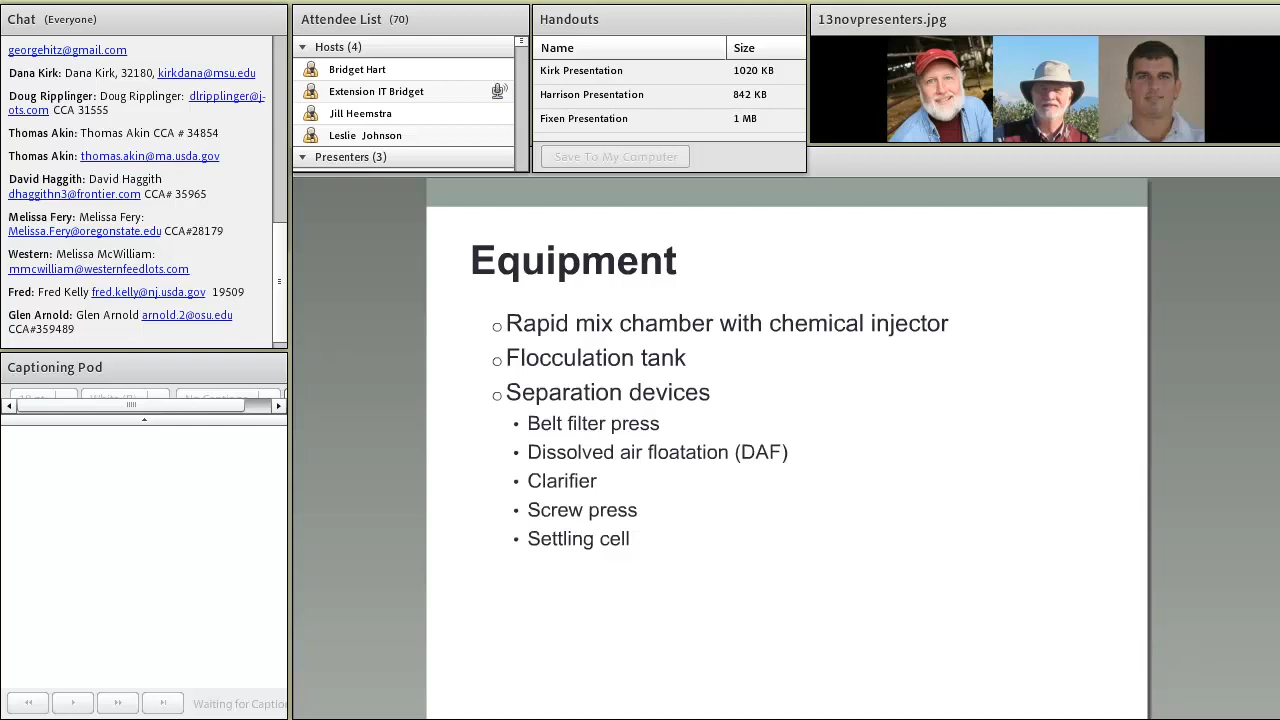 Chat (Everyone)
georgehitz@gmail.com
Dana Kirk: Dana Kirk, 32180, kirkdana@msu.edu
Doug Ripplinger: Doug Ripplinger: dlripplinger@j-
ots.com CCA 31555
Thomas Akin: Thomas Akin CCA # 34854
Thomas Akin: thomas.akin@ma.usda.gov
David Haggith: David Haggith
dhaggithn3@frontier.com CCA# 35965
Melissa Fery: Melissa Fery:
Melissa.Fery@oregonstate.edu CCA#28179
Western: Melissa McWilliam:
mmcwilliam@westernfeedlots.com
Fred: Fred Kelly fred.kelly@nj.usda.gov 19509
Glen Arnold: Glen Arnold arnold.2@osu.edu
CCA#359489
Captioning Pod
Waiting for Captio
Attendee List (70)
Hosts (4)
Bridget Hart
Extension IT Bridget
Jill Heemstra
Leslie Johnson
Presenters (3)
Handouts
Name Size
Kirk Presentation 1020 KB
Harrison Presentation 842 KB
Fixen Presentation 1 MB
Save To My Computer
13novpresenters.jpg
Equipment
Rapid mix chamber with chemical injector
Flocculation tank
Separation devices
Belt filter press
Dissolved air floatation (DAF)
Clarifier
Screw press
Settling cell